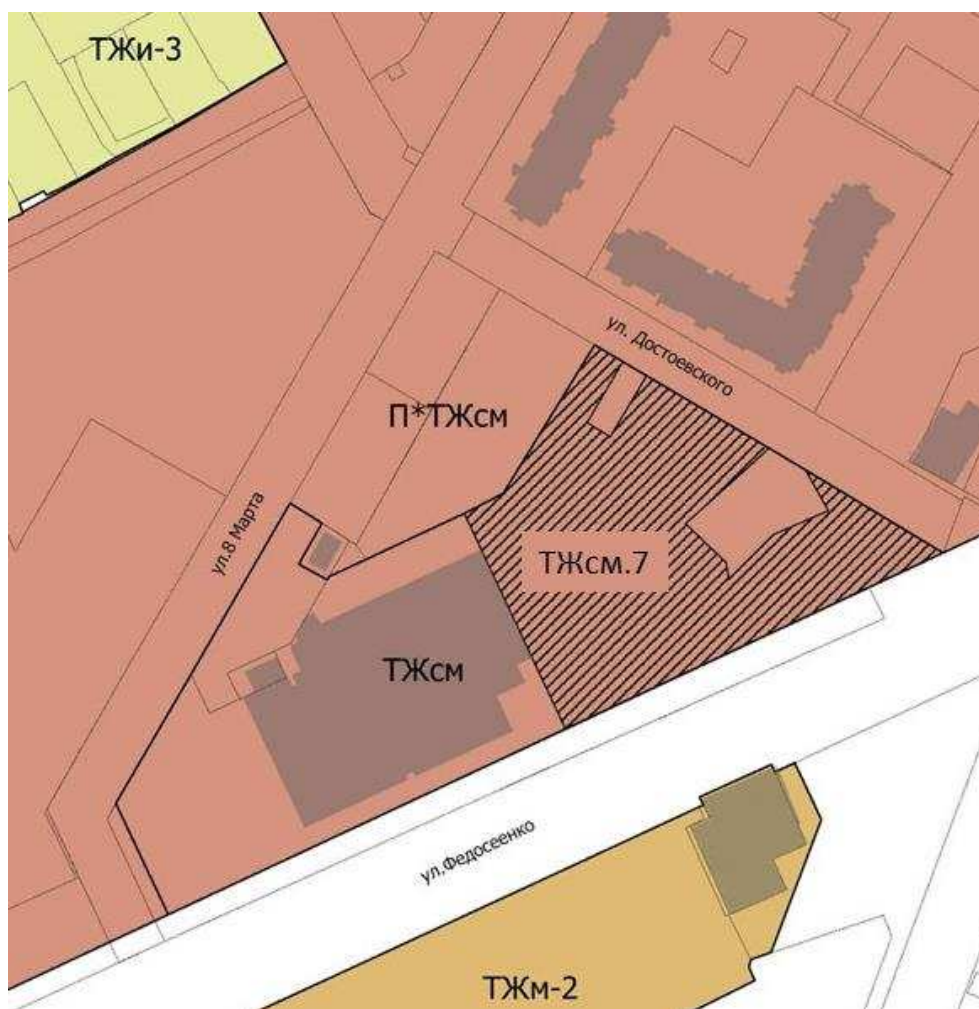 ТЖи-3
ул. Достоевского
П*ТЖсм
ул.8 Марта
ТЖсм.7
ТЖсм
ул.Федосеенко
ТЖм-2